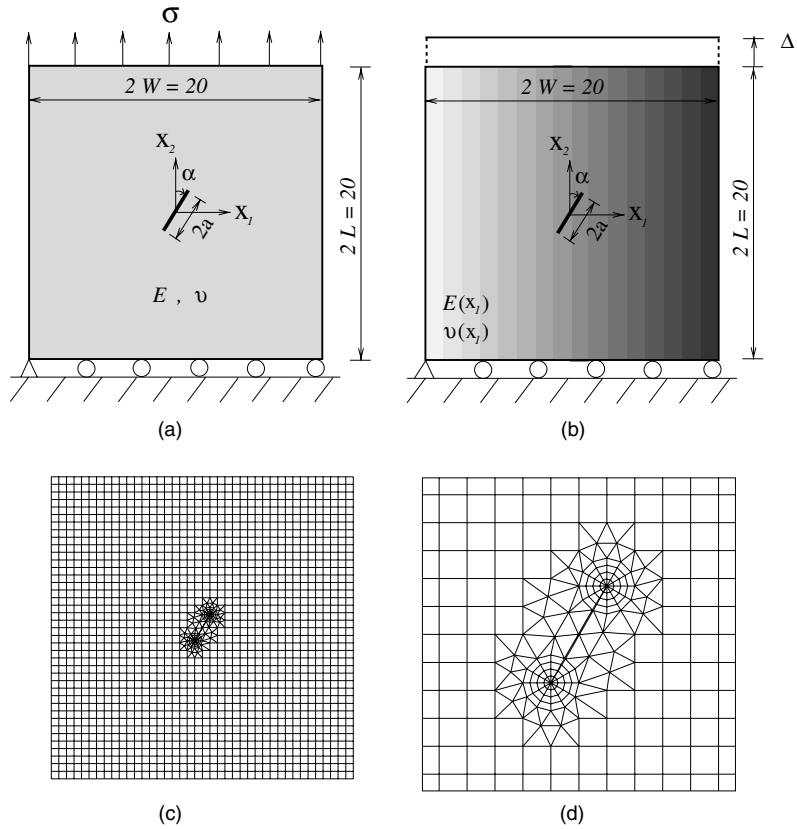 σ
2 W = 20
X₂
α
X₁
2a
E , υ
2 L = 20
(a)
Δ
2 W = 20
X₂
α
X₁
2a
E(x₁)
υ(x₁)
2 L = 20
(b)
(c)
(d)